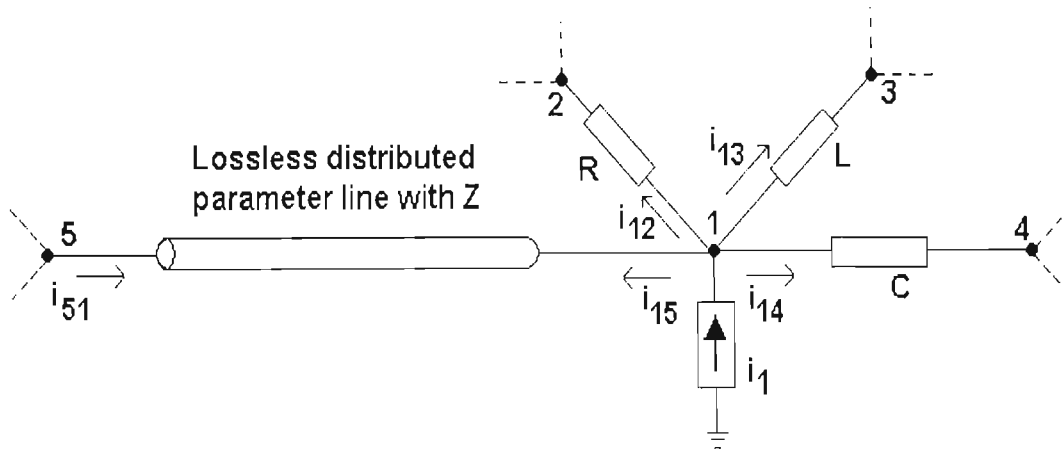 2
3
Lossless distributed
parameter line with Z
R
i13
L
i12
5
1
4
i51
i15
i14
C
i1